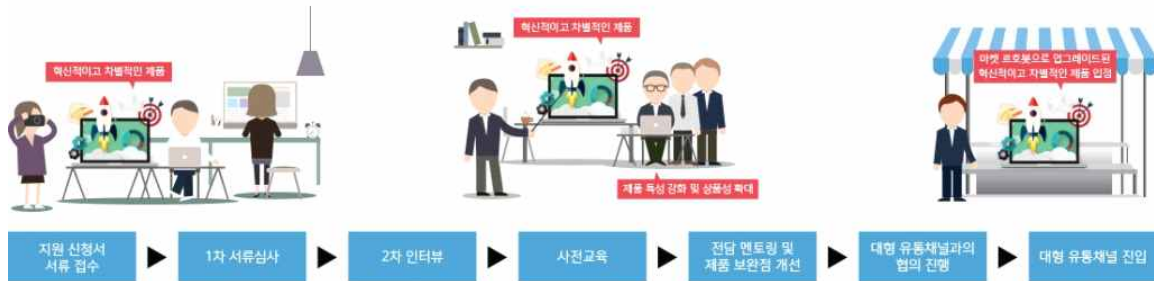 혁신적이고 차별적인 제품
혁신적이고 차별적인 제품
마켓 르호봇으로 업그레이드된
혁신적이고 차별적인 제품 입점
제품 특성 강화 및 상품성 확대
지원 신청서
서류 접수
1차 서류심사
2차 인터뷰
사전교육
전담 멘토링 및
제품 보완점 개선
대형 유통채널과의
협의 진행
대형 유통채널 진입